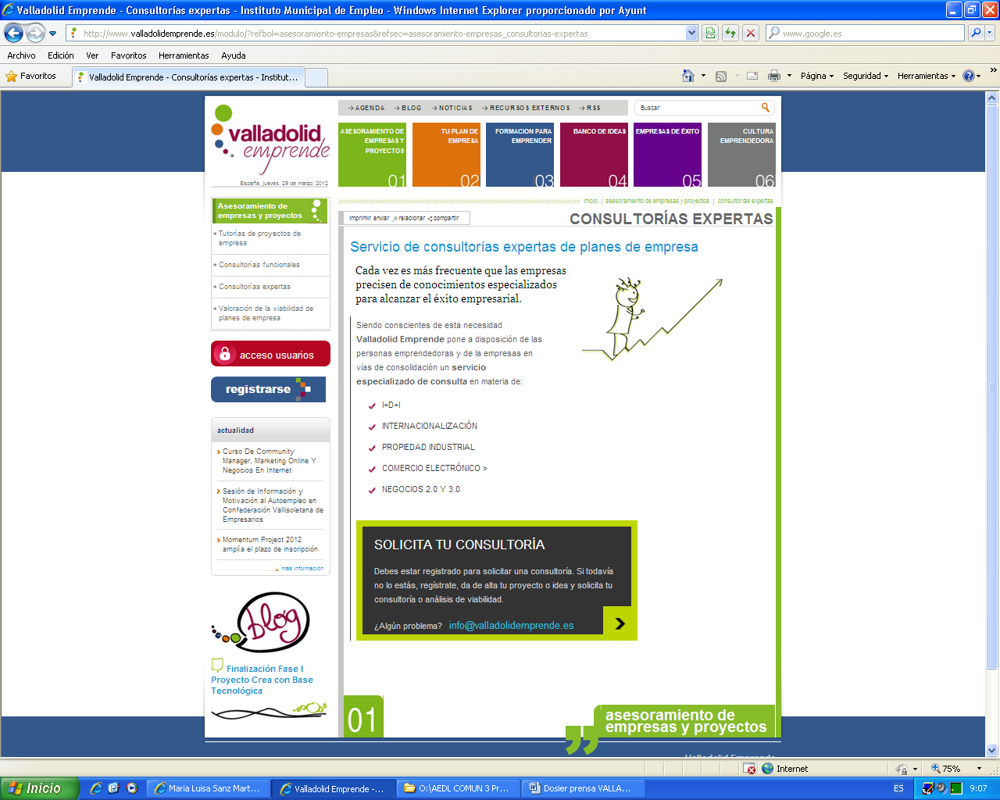 Valladolid Emprende - Consultorías expertas - Instituto Municipal de Empleo - Windows Internet Explorer proporcionado por Ayunt
http://www.valladolidemprende.es/modulo/?refbol=asesoramiento-empresas&refsec=asesoramiento-empresas_consultorias-expertas
www.google.es
Archivo Edición Ver Favoritos Herramientas Ayuda
Favoritos
Valladolid Emprende - Consultorías expertas - Institut...
Página Seguridad Herramientas
valladolid
emprende
España, jueves, 29 de marzo, 2012
AGENDA BLOG NOTICIAS RECURSOS EXTERNOS RSS
Buscar:
ASESORAMIENTO DE
EMPRESAS Y
PROYECTOS
01
TU PLAN DE
EMPRESA
02
FORMACION PARA
EMPRENDER
03
BANCO DE IDEAS
04
EMPRESAS DE ÉXITO
05
CULTURA
EMPRENDEDORA
06
Inicio | asesoramiento de empresas y proyectos | consultorías expertas
Asesoramiento de
empresas y proyectos
Tutorías de proyectos de
empresa
Consultorías funcionales
Consultorías expertas
Valoración de la viabilidad de
planes de empresa
acceso usuarios
registrarse
actualidad
Curso De Community
Manager, Marketing Online Y
Negocios En Internet
Sesión de Información y
Motivación al Autoempleo en
Confederación Vallisoletana de
Empresarios
Momentum Project 2012
amplía el plazo de inscripción
más información
blog
Finalización Fase I
Proyecto Crea con Base
Tecnológica
imprimir enviar relacionar compartir
CONSULTORÍAS EXPERTAS
Servicio de consultorías expertas de planes de empresa
Cada vez es más frecuente que las empresas
precisen de conocimientos especializados
para alcanzar el éxito empresarial.
Siendo conscientes de esta necesidad
Valladolid Emprende pone a disposición de las
personas emprendedoras y de la empresas en
vías de consolidación un servicio
especializado de consulta en materia de:
I+D+I
INTERNACIONALIZACIÓN
PROPIEDAD INDUSTRIAL
COMERCIO ELECTRÓNICO >
NEGOCIOS 2.0 Y 3.0
SOLICITA TU CONSULTORÍA
Debes estar registrado para solicitar una consultoría. Si todavía
no lo estás, regístrate, da de alta tu proyecto o idea y solicita tu
consultoría o análisis de viabilidad.
¿Algún problema? info@valladolidemprende.es
01
asesoramiento de
empresas y proyectos
Valladolid Emprende
Internet
75%
Inicio
Maria Luisa Sanz Mart...
Valladolid Emprende -...
O:\AEDL COMUN 3 Pr...
Dosier prensa VALLA...
ES
9:07